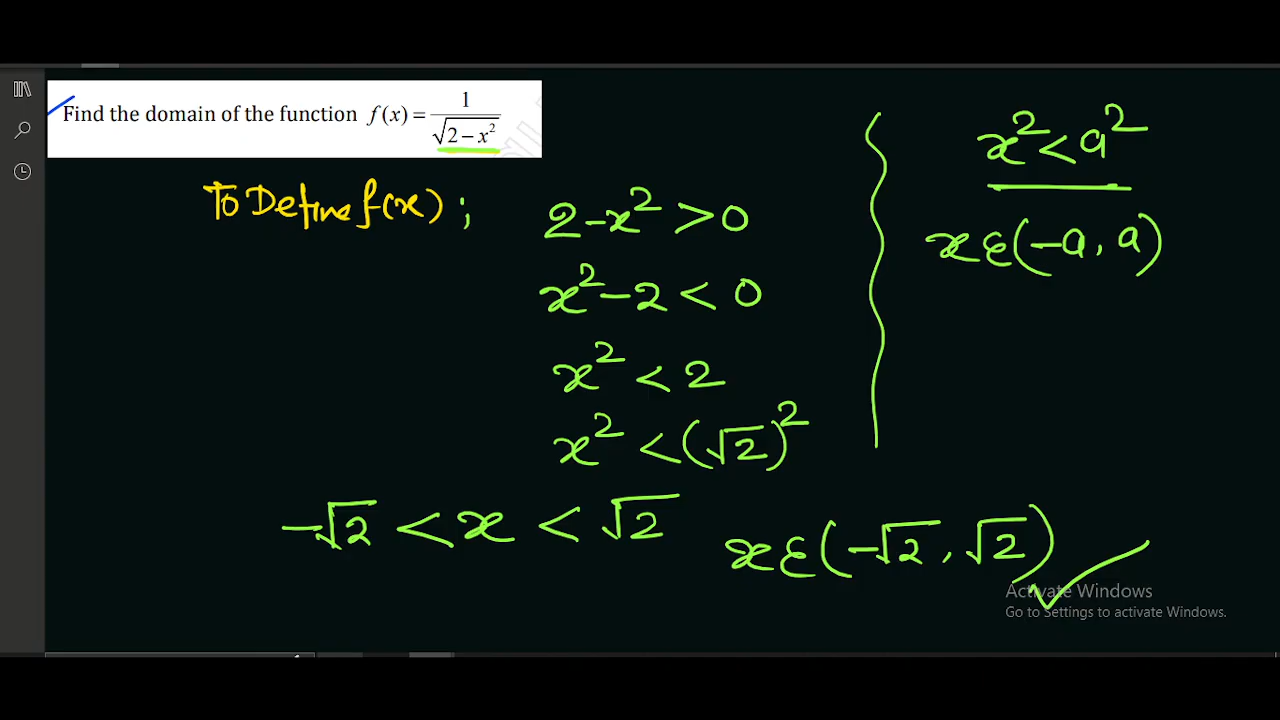 Find the domain of the function f(x) = 1/√(2 − x²)
To Define f(x) ;
2 − x² > 0
x² − 2 < 0
x² < 2
x² < (√2)²
−√2 < x < √2
x ε (−√2, √2)
x² < a²
x ε (−a, a)
Activate Windows
Go to Settings to activate Windows.